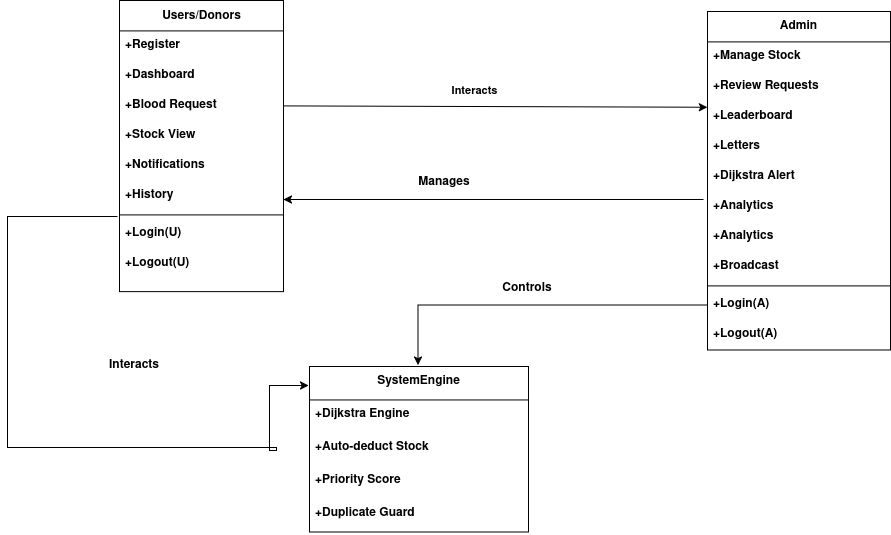 Users/Donors
+Register
+Dashboard
+Blood Request
+Stock View
+Notifications
+History
+Login(U)
+Logout(U)
Interacts
Manages
Admin
+Manage Stock
+Review Requests
+Leaderboard
+Letters
+Dijkstra Alert
+Analytics
+Analytics
+Broadcast
+Login(A)
+Logout(A)
Controls
Interacts
SystemEngine
+Dijkstra Engine
+Auto-deduct Stock
+Priority Score
+Duplicate Guard